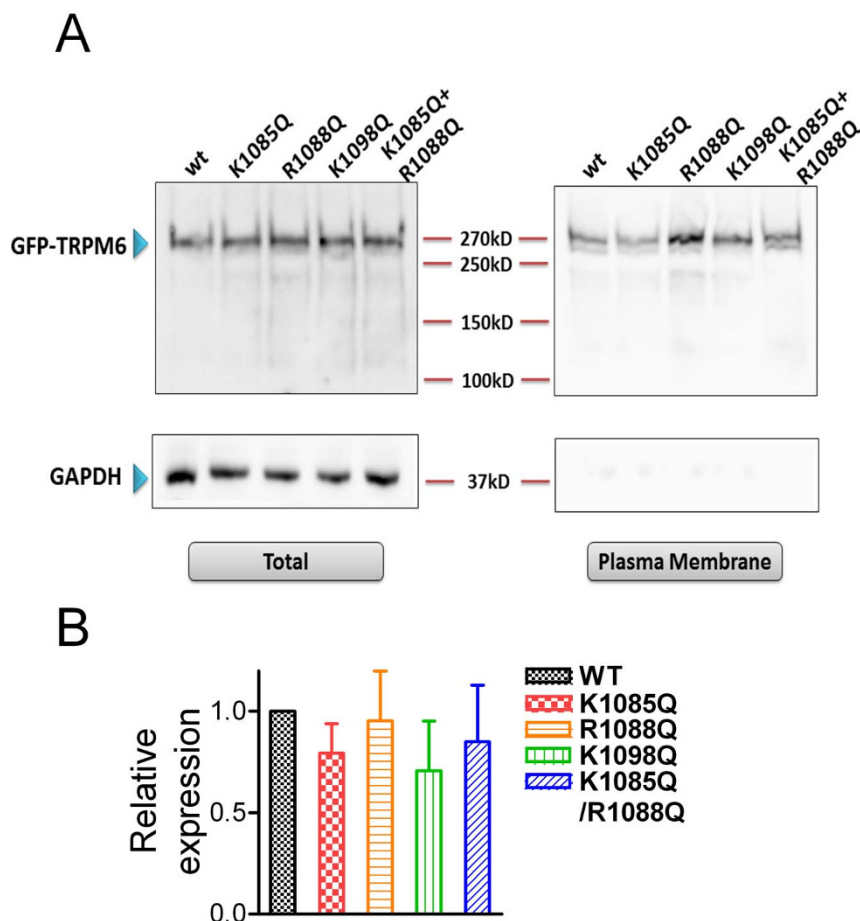 A
wt
K1085Q
R1088Q
K1098Q
K1085Q+
R1088Q
wt
K1085Q
R1088Q
K1098Q
K1085Q+
R1088Q
GFP-TRPM6
270kD
250kD
150kD
100kD
GAPDH
37kD
Total
Plasma Membrane
B
Relative
expression
1.0
0.5
0.0
WT
K1085Q
R1088Q
K1098Q
K1085Q
/R1088Q